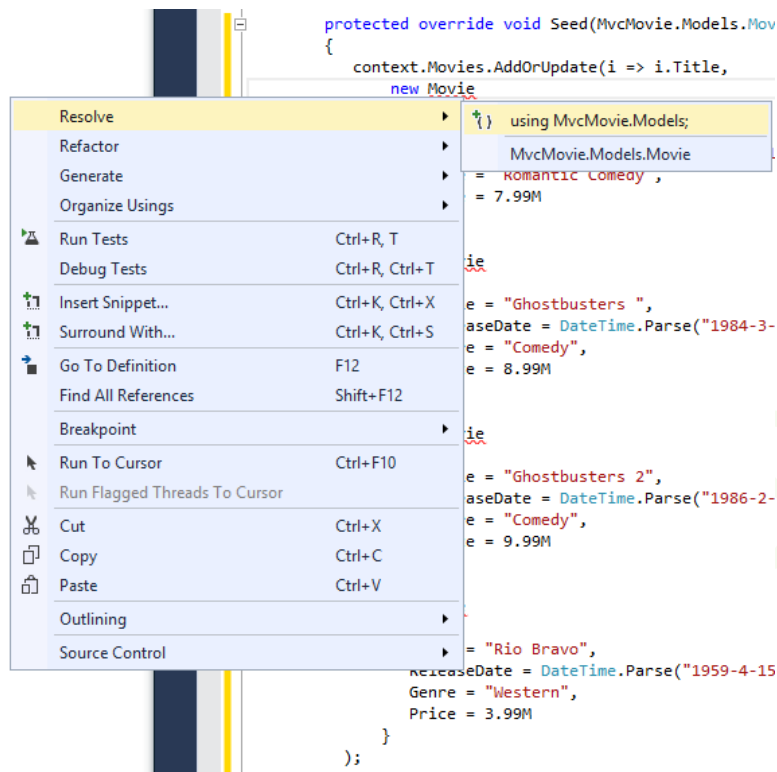 protected override void Seed(MvcMovie.Models.Mov
{
context.Movies.AddOrUpdate(i => i.Title,
new Movie
Resolve
using MvcMovie.Models;
Refactor
MvcMovie.Models.Movie
Generate
= "Romantic Comedy",
Organize Usings
= 7.99M
Run Tests Ctrl+R, T
ie
Debug Tests Ctrl+R, Ctrl+T
Insert Snippet... Ctrl+K, Ctrl+X
e = "Ghostbusters ",
Surround With... Ctrl+K, Ctrl+S
aseDate = DateTime.Parse("1984-3-
e = "Comedy",
Go To Definition F12
e = 8.99M
Find All References Shift+F12
Breakpoint
ie
Run To Cursor Ctrl+F10
e = "Ghostbusters 2",
Run Flagged Threads To Cursor
aseDate = DateTime.Parse("1986-2-
Cut Ctrl+X
e = "Comedy",
e = 9.99M
Copy Ctrl+C
Paste Ctrl+V
Outlining
Source Control
= "Rio Bravo",
ReleaseDate = DateTime.Parse("1959-4-15
Genre = "Western",
Price = 3.99M
}
);